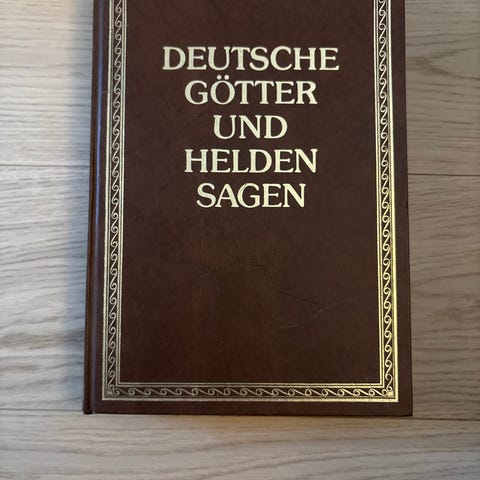 DEUTSCHE
GÖTTER
UND
HELDEN
SAGEN